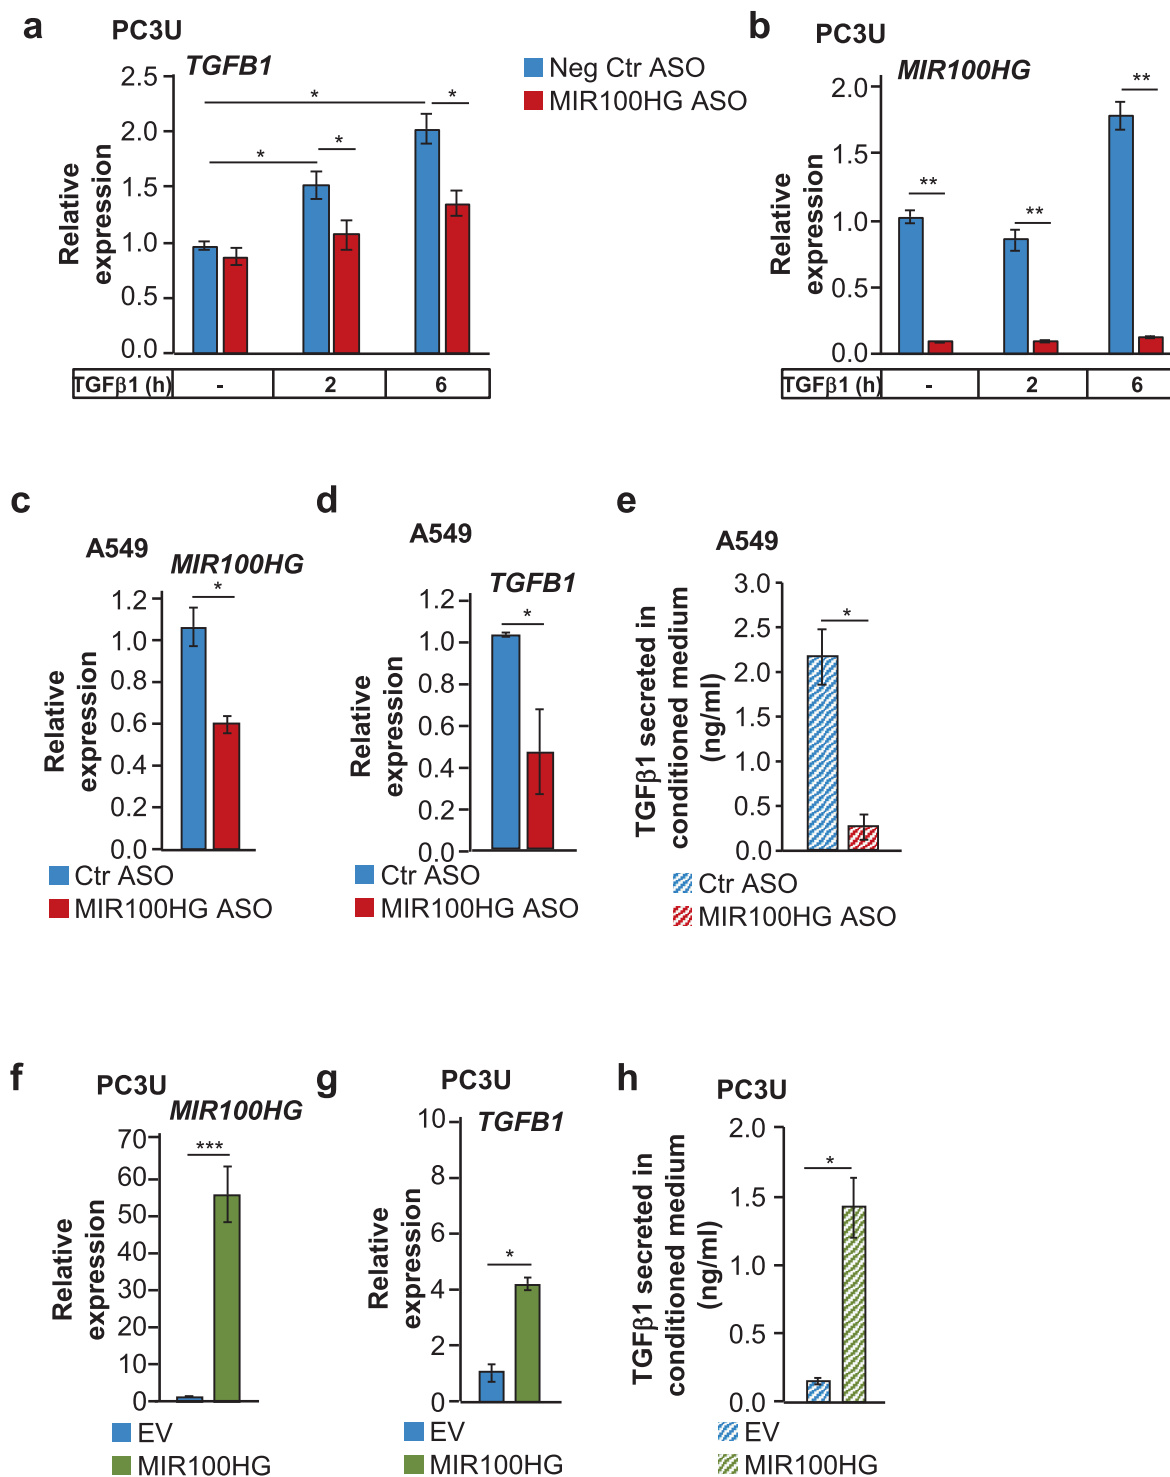 a
PC3U
TGFB1
Neg Ctr ASO
MIR100HG ASO
Relative
expression
2.5
2.0
1.5
1.0
0.5
0.0
* * * *
TGFβ1 (h) - 2 6
b
PC3U
MIR100HG
Relative
expression
2.0
1.5
1.0
0.5
0.0
** ** **
TGFβ1 (h) - 2 6
c
A549
MIR100HG
*
Relative
expression
1.2
1.0
0.8
0.6
0.4
0.2
0.0
Ctr ASO
MIR100HG ASO
d
A549
TGFB1
*
Relative
expression
1.2
1.0
0.8
0.6
0.4
0.2
0.0
Ctr ASO
MIR100HG ASO
e
A549
*
TGFβ1 secreted in
conditioned medium
(ng/ml)
3.0
2.5
2.0
1.5
1.0
0.5
0.0
Ctr ASO
MIR100HG ASO
f
PC3U
MIR100HG
***
Relative
expression
70
60
50
40
30
20
10
0
EV
MIR100HG
g
PC3U
TGFB1
*
Relative
expression
10
8
6
4
2
0
EV
MIR100HG
h
PC3U
*
TGFβ1 secreted in
conditioned medium
(ng/ml)
2.0
1.5
1.0
0.5
0.0
EV
MIR100HG